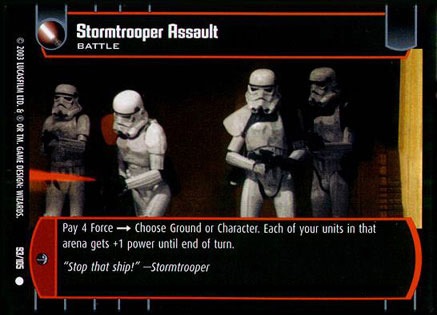 Stormtrooper Assault
BATTLE
Pay 4 Force → Choose Ground or Character. Each of your units in that
arena gets +1 power until end of turn.
“Stop that ship!” —Stormtrooper
© 2003 LUCASFILM LTD. & ® OR TM. GAME DESIGN: WIZARDS.
92/105